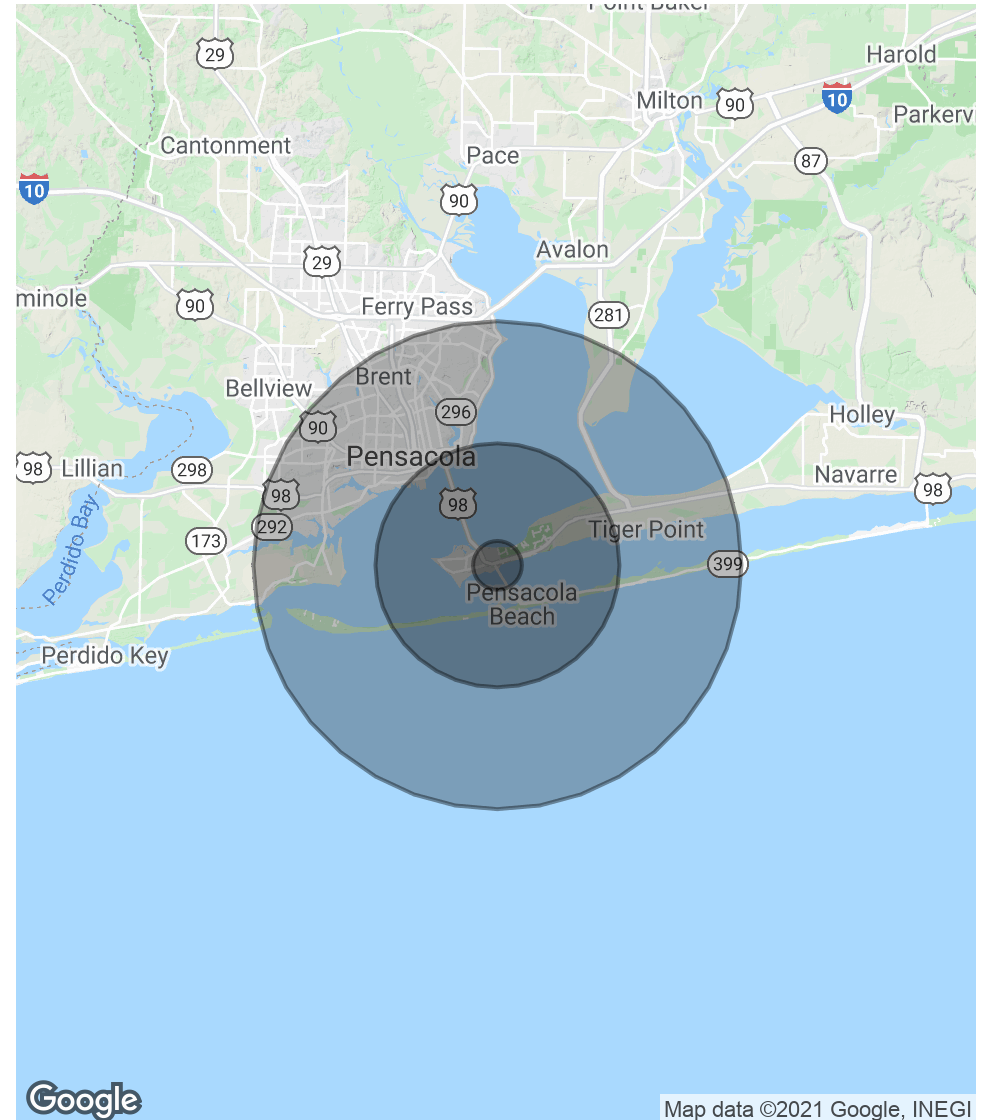 Point Baker
29
Harold
10
Milton
90
Parkervi
Cantonment
87
Pace
10
90
Avalon
29
minole
90
Ferry Pass
281
Brent
Bellview
296
Holley
90
Pensacola
98
Lillian
298
Navarre
98
98
98
292
Tiger Point
173
Perdido Bay
399
Pensacola
Beach
Perdido Key
Google
Map data ©2021 Google, INEGI